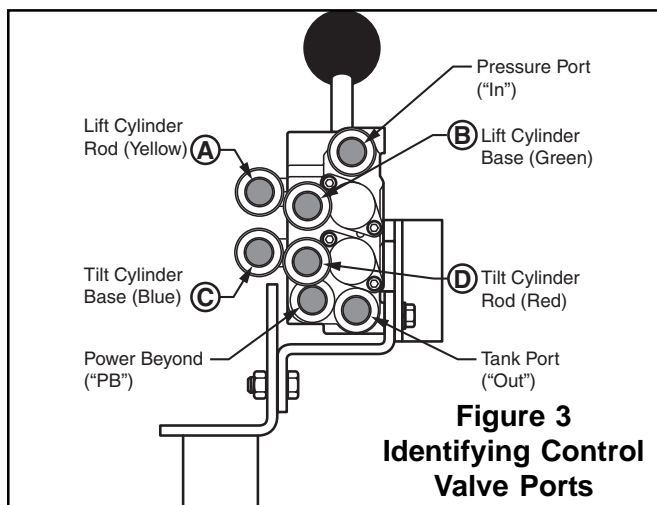 Pressure Port
("In")
Lift Cylinder
Rod (Yellow) A
B Lift Cylinder
Base (Green)
Tilt Cylinder
Base (Blue) C
D Tilt Cylinder
Rod (Red)
Power Beyond
("PB")
Tank Port
("Out")
Figure 3
Identifying Control
Valve Ports